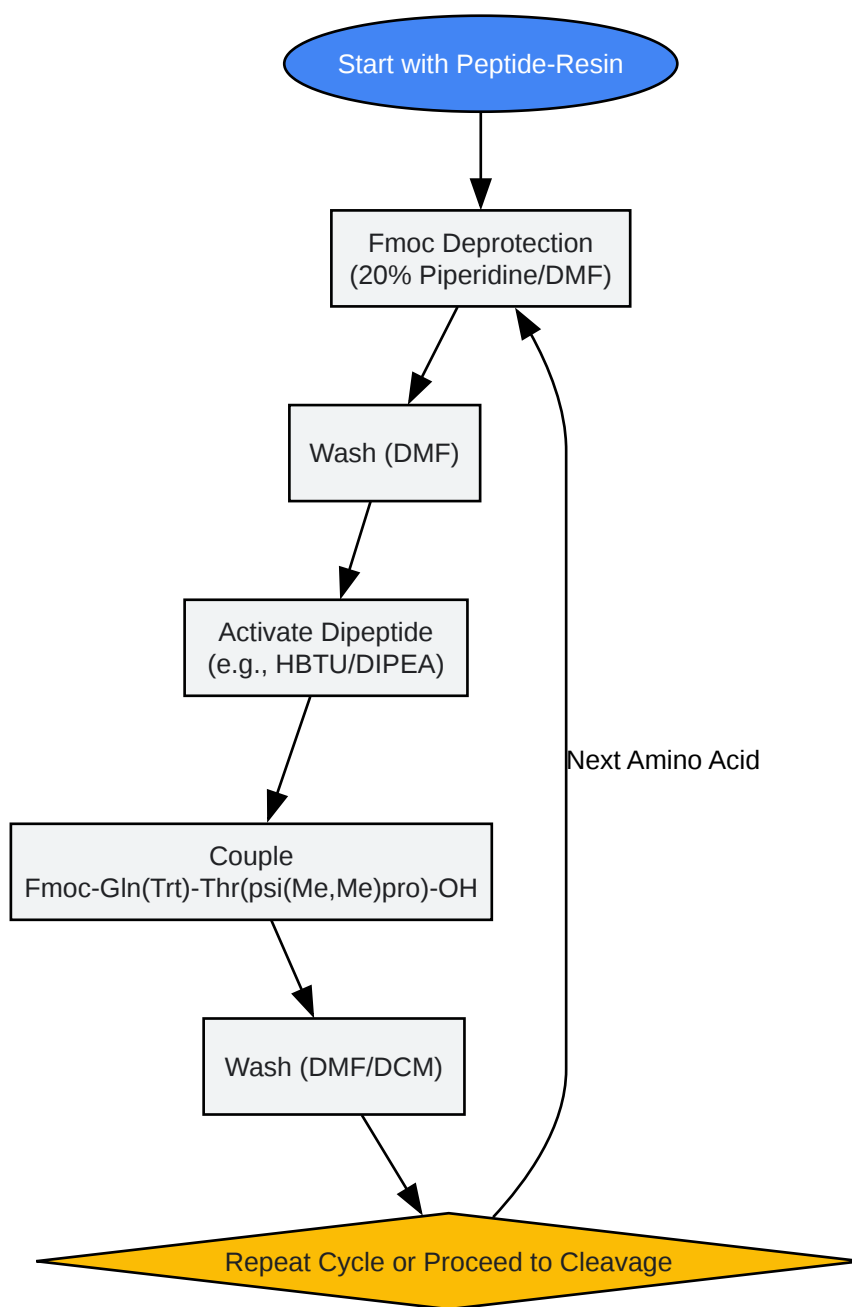 Start with Peptide-Resin
Fmoc Deprotection
(20% Piperidine/DMF)
Wash (DMF)
Activate Dipeptide
(e.g., HBTU/DIPEA)
Next Amino Acid
Couple
Fmoc-Gln(Trt)-Thr(psi(Me,Me)pro)-OH
Wash (DMF/DCM)
Repeat Cycle or Proceed to Cleavage